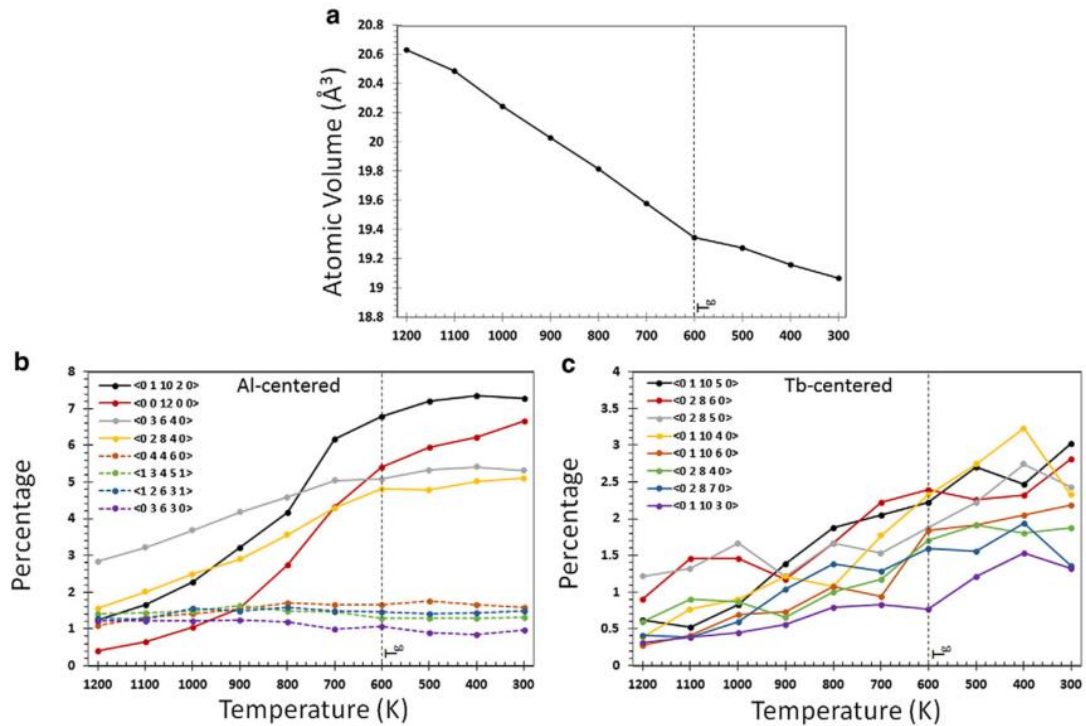 a
Atomic Volume (Å³)
20.8
20.6
20.4
20.2
20
19.8
19.6
19.4
19.2
19
18.8
Tg
1200 1100 1000 900 800 700 600 500 400 300
b
Al-centered
Percentage
8
7
6
5
4
3
2
1
0
<0 1 10 2 0>
<0 0 12 0 0>
<0 3 6 4 0>
<0 2 8 4 0>
<0 4 4 6 0>
<1 3 4 5 1>
<1 2 6 3 1>
<0 3 6 3 0>
Tg
1200 1100 1000 900 800 700 600 500 400 300
Temperature (K)
c
Tb-centered
Percentage
4
3.5
3
2.5
2
1.5
1
0.5
0
<0 1 10 5 0>
<0 2 8 6 0>
<0 2 8 5 0>
<0 1 10 4 0>
<0 1 10 6 0>
<0 2 8 4 0>
<0 2 8 7 0>
<0 1 10 3 0>
Tg
1200 1100 1000 900 800 700 600 500 400 300
Temperature (K)